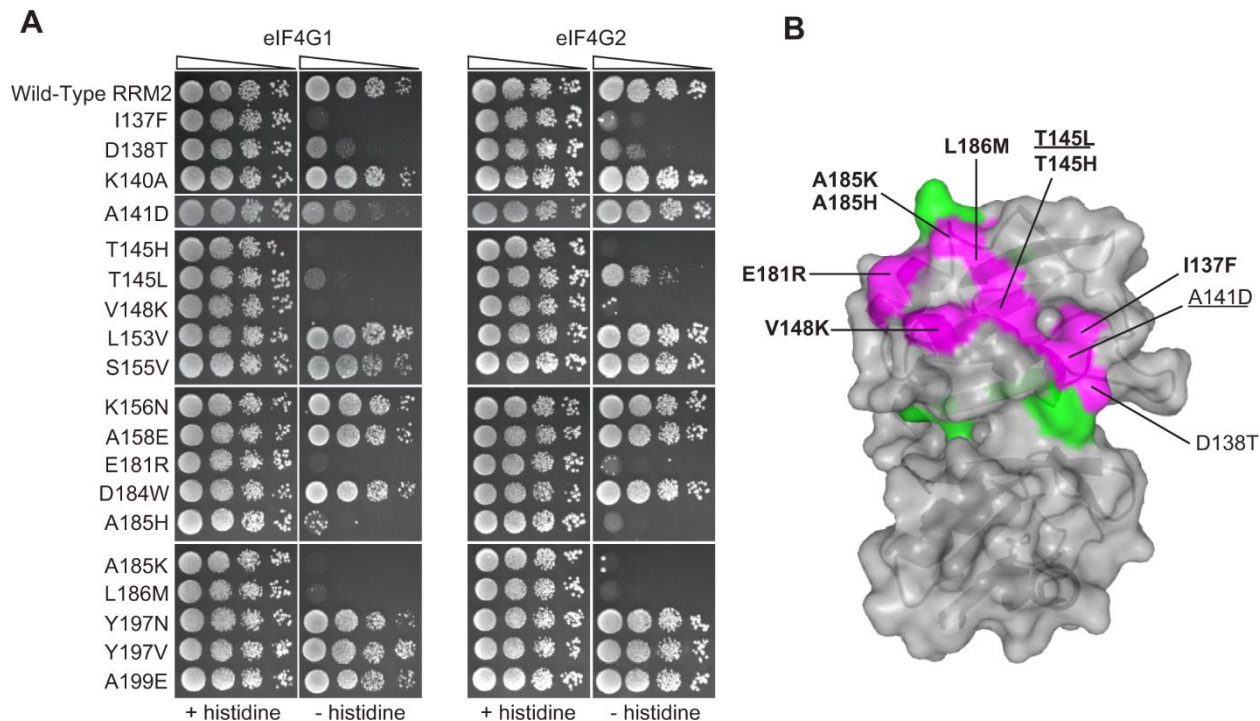 A
eIF4G1
eIF4G2
Wild-Type RRM2
I137F
D138T
K140A
A141D
T145H
T145L
V148K
L153V
S155V
K156N
A158E
E181R
D184W
A185H
A185K
L186M
Y197N
Y197V
A199E
+ histidine
- histidine
+ histidine
- histidine
B
L186M
T145L
T145H
A185K
A185H
E181R
I137F
A141D
V148K
D138T